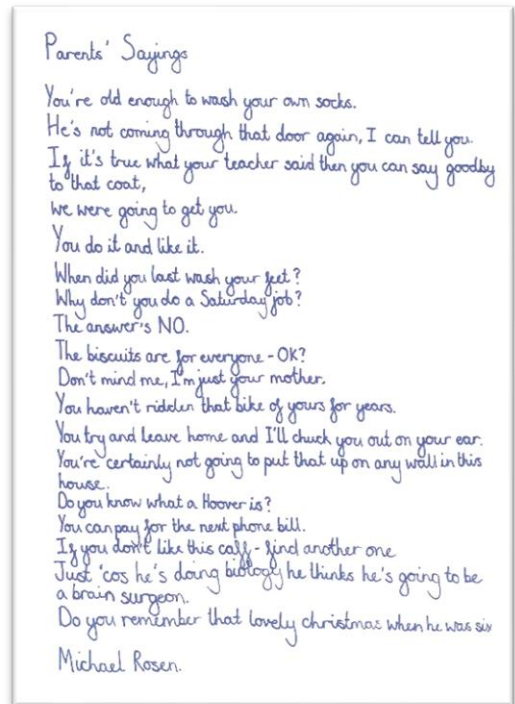 Parents' Sayings
You're old enough to wash your own socks.
He's not coming through that door again, I can tell you.
If it's true what your teacher said then you can say goodby
to that coat,
we were going to get you.
You do it and like it.
When did you last wash your feet?
Why don't you do a Saturday job?
The answer's NO.
The biscuits are for everyone - OK?
Don't mind me, I'm just your mother.
You haven't ridden that bike of yours for years.
You try and leave home and I'll chuck you out on your ear.
You're certainly not going to put that up on any wall in this
house.
Do you know what a Hoover is?
You can pay for the next phone bill.
If you don't like this caff - find another one
Just 'cos he's doing biology he thinks he's going to be
a brain surgeon.
Do you remember that lovely christmas when he was six
Michael Rosen.